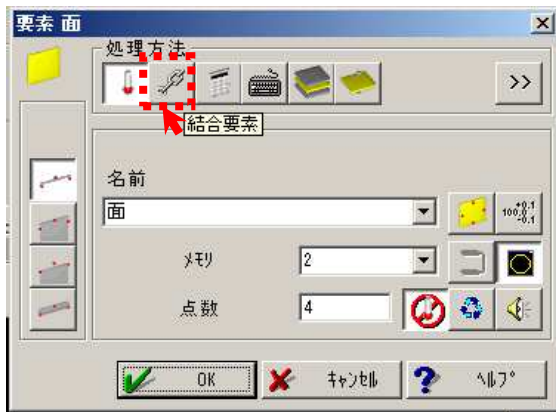 要素 面
処理方法
>>
結合要素
名前
面
+0.1
100.0
-0.1
ﾒﾓﾘ
2
点数
4
OK
ｷｬﾝｾﾙ
ﾍﾙﾌﾟ